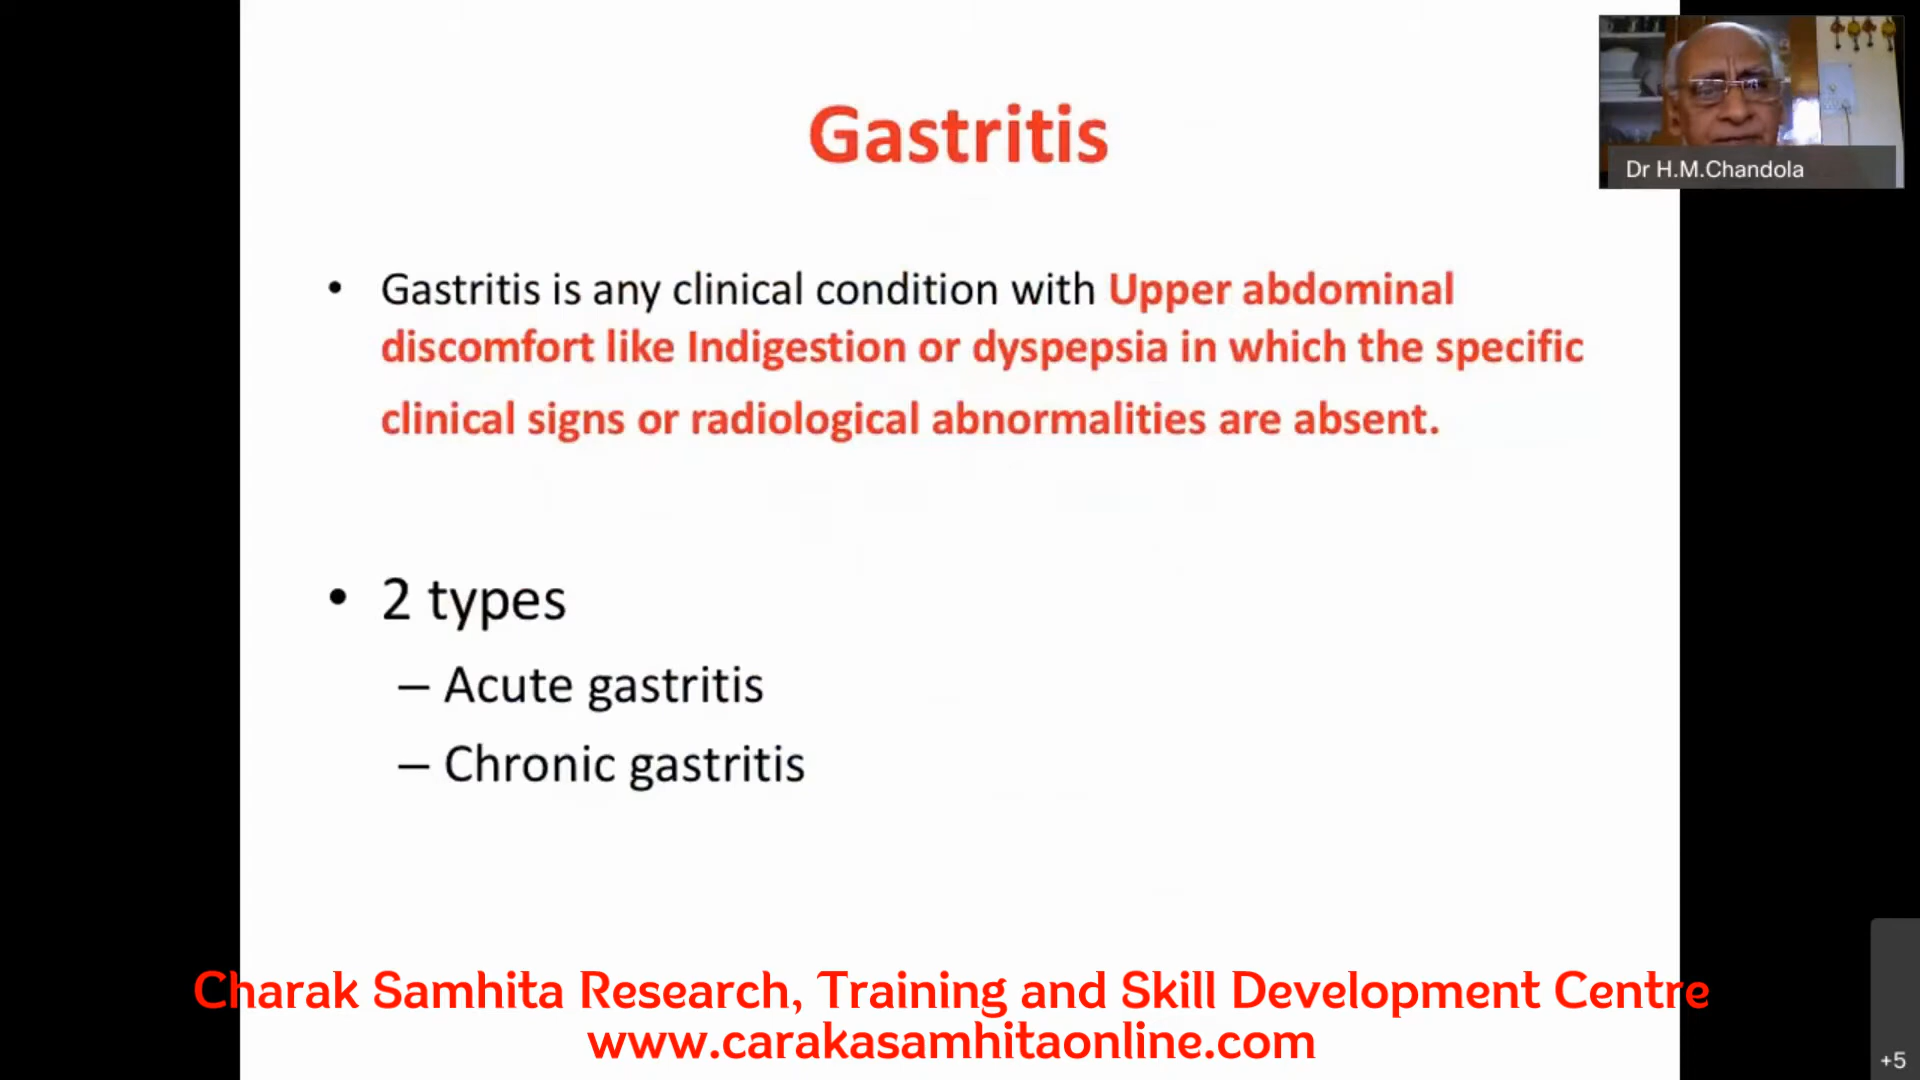 Gastritis
Dr H.M.Chandola
• Gastritis is any clinical condition with Upper abdominal
discomfort like Indigestion or dyspepsia in which the specific
clinical signs or radiological abnormalities are absent.
• 2 types
– Acute gastritis
– Chronic gastritis
Charak Samhita Research, Training and Skill Development Centre
www.carakasamhitaonline.com
+5